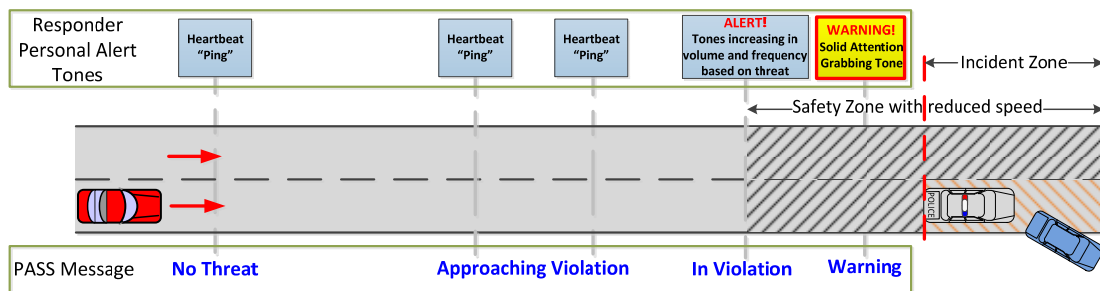 Responder
Personal Alert
Tones
Heartbeat
“Ping”
Heartbeat
“Ping”
Heartbeat
“Ping”
ALERT!
Tones increasing in
volume and frequency
based on threat
WARNING!
Solid Attention
Grabbing Tone
Incident Zone
Safety Zone with reduced speed
POLICE
PASS Message
No Threat
Approaching Violation
In Violation
Warning